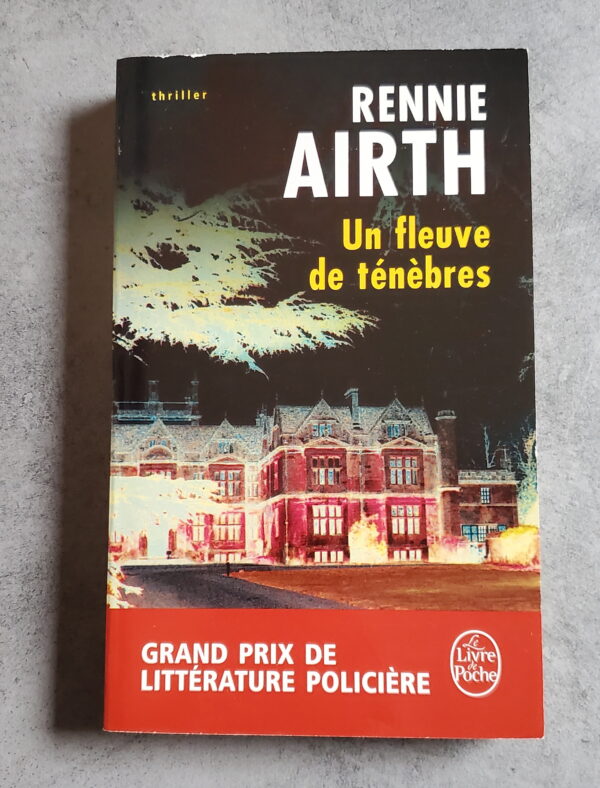 thriller
RENNIE
AIRTH
Un fleuve
de ténèbres
GRAND PRIX DE
LITTÉRATURE POLICIÈRE
Le
Livre
de
Poche